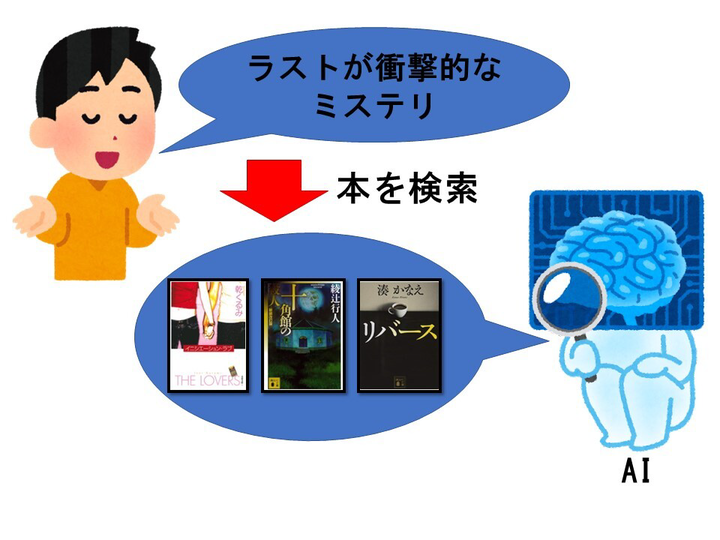 ラストが衝撃的な
ミステリ
本を検索
乾くるみ
イニシエーション・ラブ
THE LOVERS
綾辻行人
十角館の
殺人
湊 かなえ
リバース
AI